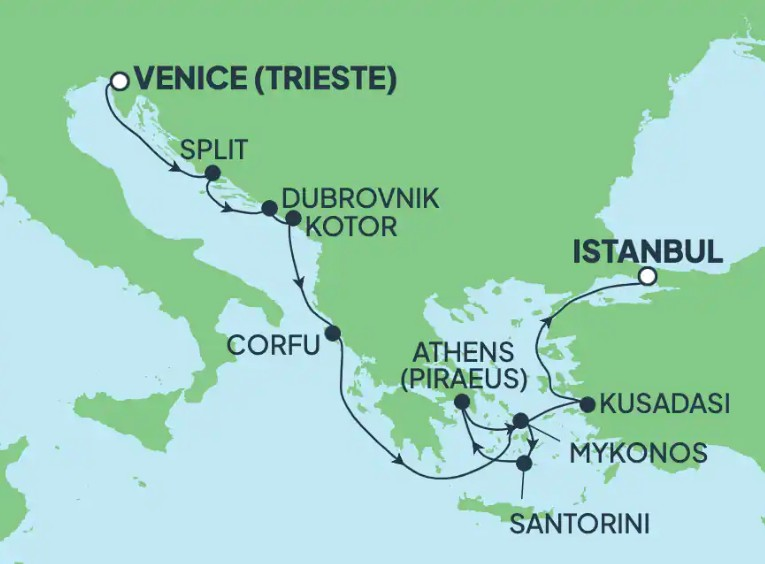 VENICE (TRIESTE)
SPLIT
DUBROVNIK
KOTOR
ISTANBUL
CORFU
ATHENS
(PIRAEUS)
KUSADASI
MYKONOS
SANTORINI